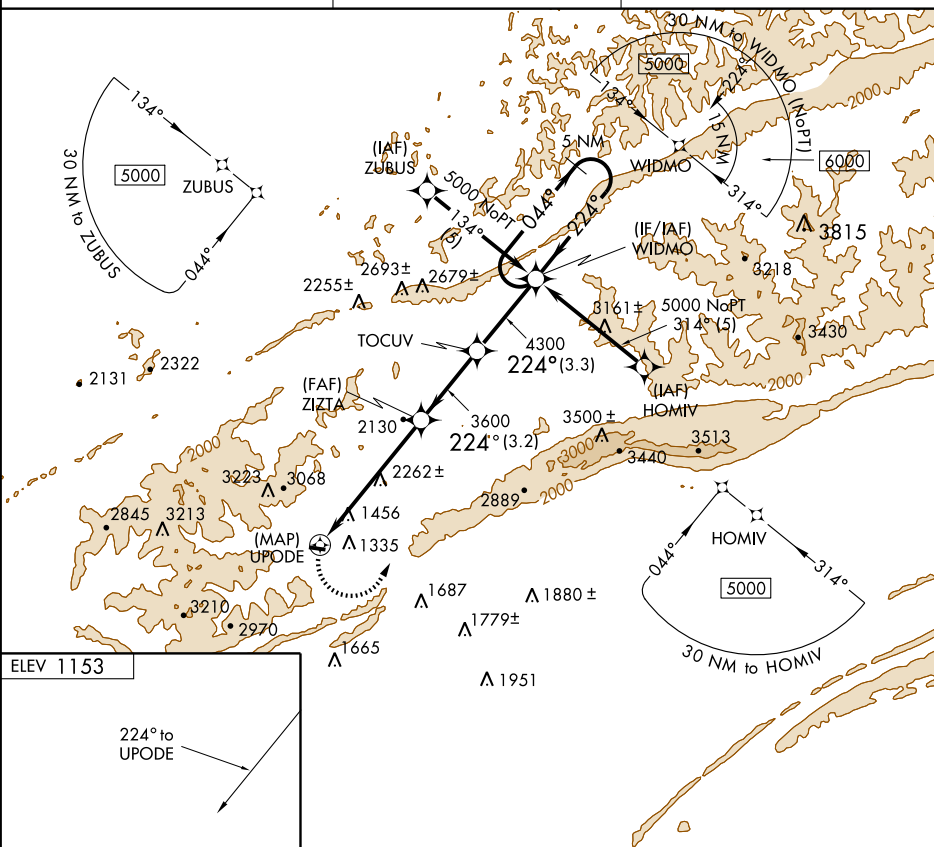 30 NM to WIDMO (NoPT)
5000
134°
224°
15 NM
WIDMO
314°
6000
2000
134°
ZUBUS
5000
044°
30 NM to ZUBUS
(IAF)
ZUBUS
5 NM
5000 NoPT
134°
(5)
044°
224°
(IF/IAF)
WIDMO
3815
3218
2693±
2679±
2255±
3161±
5000 NoPT
314° (5)
3430
TOCUV
4300
224° (3.3)
2322
2131
2000
(IAF)
HOMIV
(FAF)
ZIZTA
2130
3600
224° (3.2)
3500 ±
3000
3513
3440
2000
2262 ±
3223
3068
2889
2000
2845
3213
1456
(MAP)
UPODE
1335
HOMIV
044°
314°
5000
30 NM to HOMIV
1687
1880 ±
1779±
3210
2970
1665
1951
ELEV 1153
224° to
UPODE